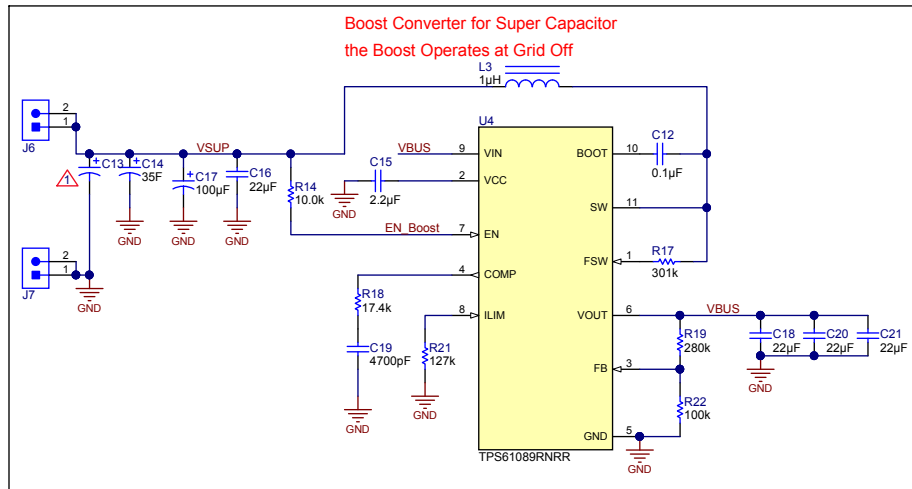 Boost Converter for Super Capacitor
the Boost Operates at Grid Off
L3
1µH
U4
J6
2
1
VSUP
VBUS
9
VIN
BOOT
10
C12
0.1µF
1
C13
C14
35F
C17
100µF
C16
22µF
R14
10.0k
C15
2.2µF
2
VCC
GND
SW
11
GND
GND
GND
EN_Boost
7
EN
J7
2
1
GND
FSW
1
R17
301k
4
COMP
R18
17.4k
8
ILIM
VOUT
6
VBUS
R19
280k
C18
22µF
C20
22µF
C21
22µF
C19
4700pF
R21
127k
FB
3
GND
R22
100k
GND
GND
GND
5
GND
TPS61089RNRR